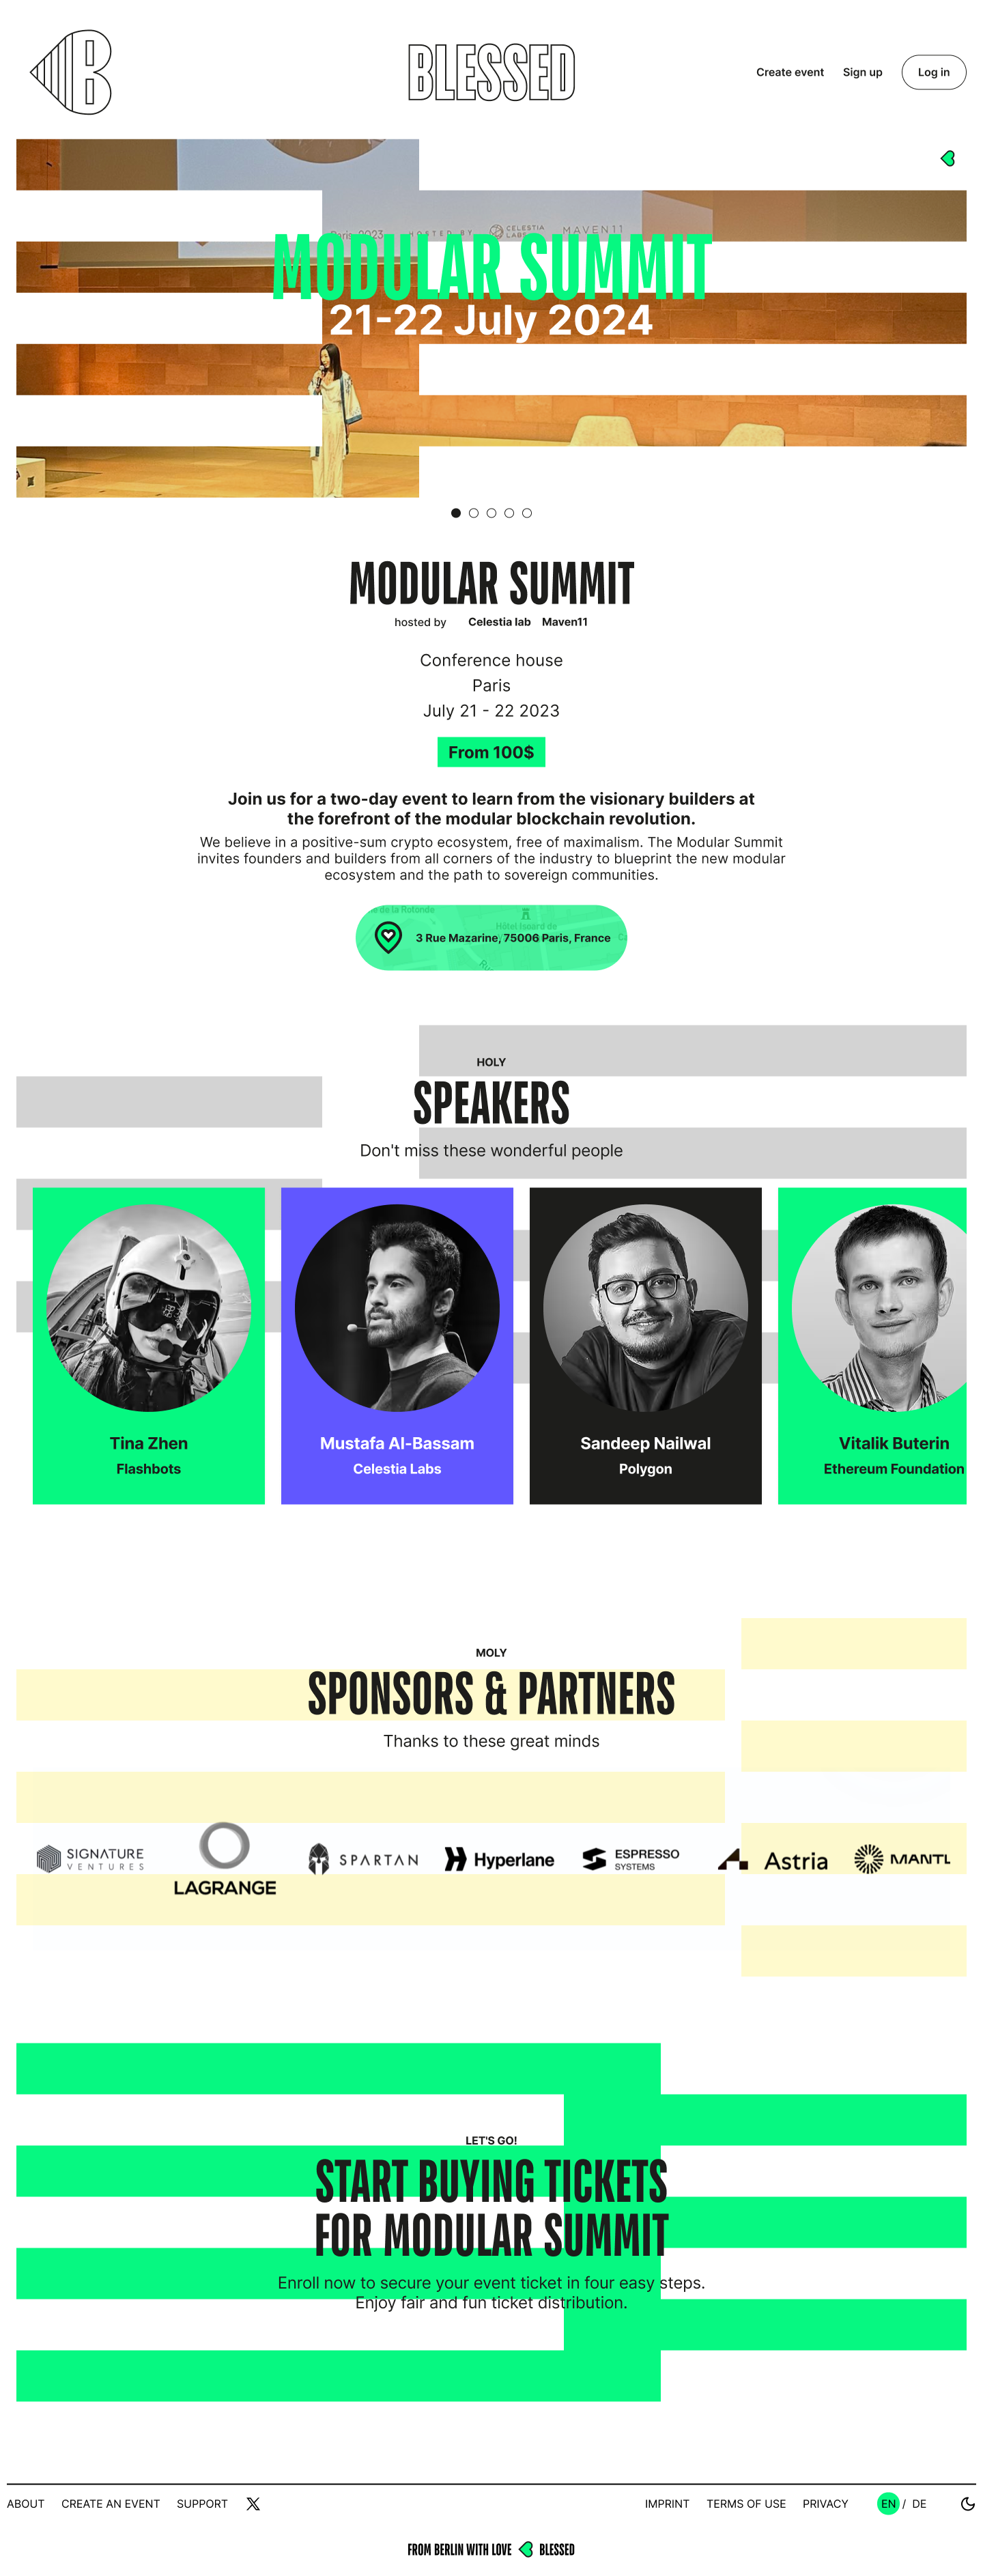 BLESSED
Create event
Sign up
Log in
Paris 2023
HOSTED BY
CELESTIA
LABS
MAVEN11
MODULAR SUMMIT
21-22 July 2024
MODULAR SUMMIT
hosted by Celestia lab Maven11
Conference house
Paris
July 21 - 22 2023
From 100$
Join us for a two-day event to learn from the visionary builders at
the forefront of the modular blockchain revolution.
We believe in a positive-sum crypto ecosystem, free of maximalism. The Modular Summit
invites founders and builders from all corners of the industry to blueprint the new modular
ecosystem and the path to sovereign communities.
de la Rotonde
Hôtel Isoard de
3 Rue Mazarine, 75006 Paris, France
HOLY
SPEAKERS
Don't miss these wonderful people
Tina Zhen
Flashbots
Mustafa Al-Bassam
Celestia Labs
Sandeep Nailwal
Polygon
Vitalik Buterin
Ethereum Foundation
MOLY
SPONSORS & PARTNERS
Thanks to these great minds
SIGNATURE
VENTURES
LAGRANGE
SPARTAN
Hyperlane
ESPRESSO
SYSTEMS
Astria
MANTL
LET'S GO!
START BUYING TICKETS
FOR MODULAR SUMMIT
Enroll now to secure your event ticket in four easy steps.
Enjoy fair and fun ticket distribution.
ABOUT
CREATE AN EVENT
SUPPORT
IMPRINT
TERMS OF USE
PRIVACY
EN / DE
FROM BERLIN WITH LOVE BLESSED